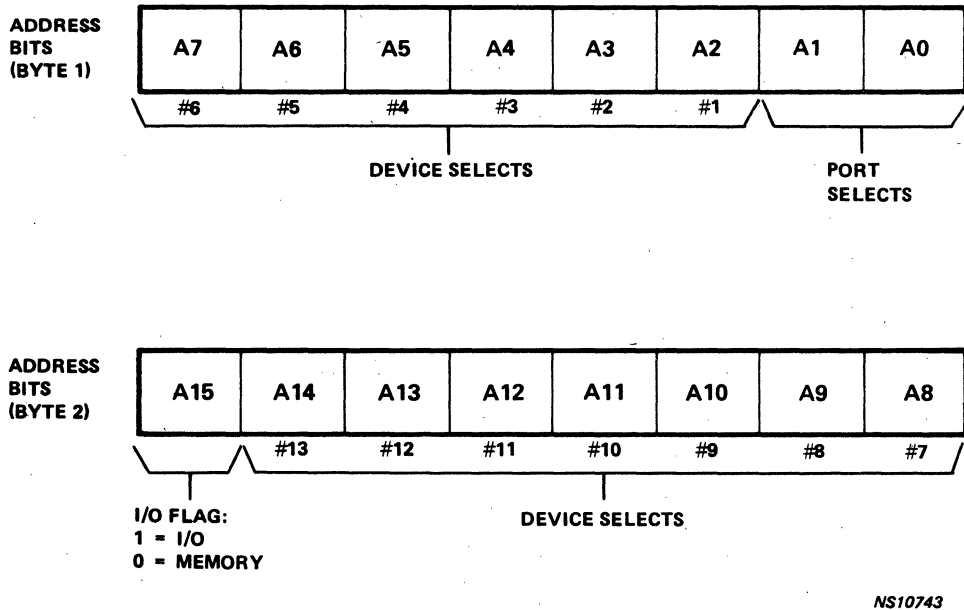 ADDRESS
BITS
(BYTE 1)
A7 A6 A5 A4 A3 A2 A1 A0
#6 #5 #4 #3 #2 #1
DEVICE SELECTS
PORT
SELECTS
ADDRESS
BITS
(BYTE 2)
A15 A14 A13 A12 A11 A10 A9 A8
#13 #12 #11 #10 #9 #8 #7
I/O FLAG:
1 = I/O
0 = MEMORY
DEVICE SELECTS
NS10743